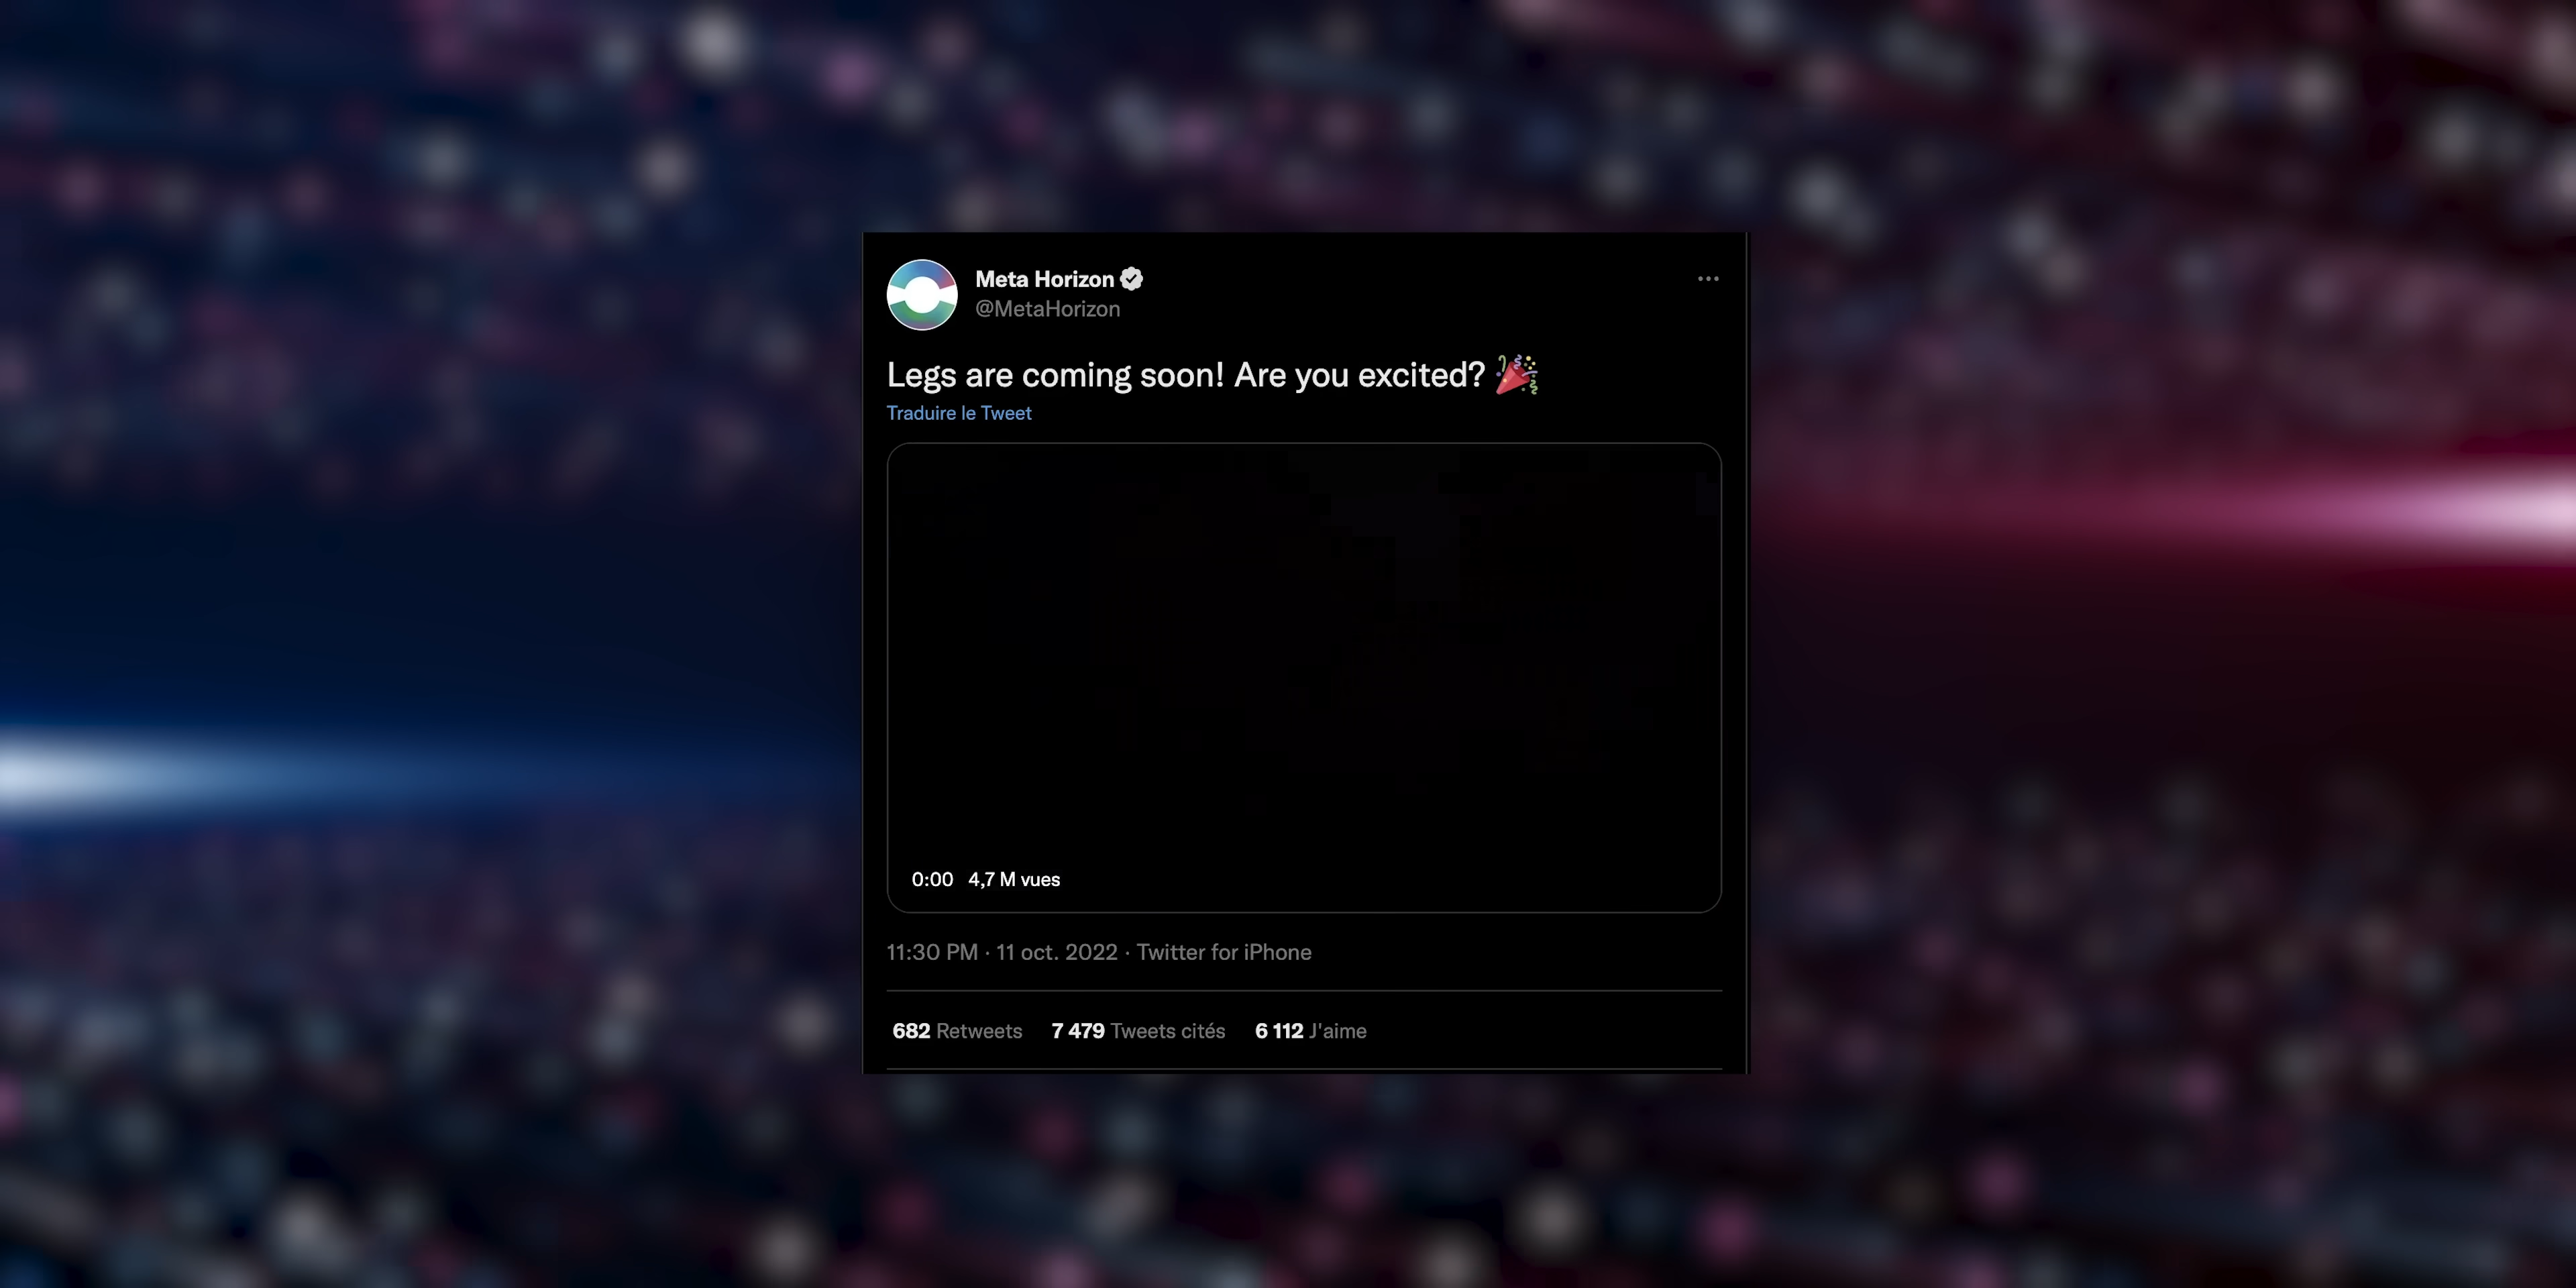 Meta Horizon
@MetaHorizon
Legs are coming soon! Are you excited? 🎉
Traduire le Tweet
0:00 4,7 M vues
11:30 PM · 11 oct. 2022 · Twitter for iPhone
682 Retweets 7 479 Tweets cités 6 112 J'aime